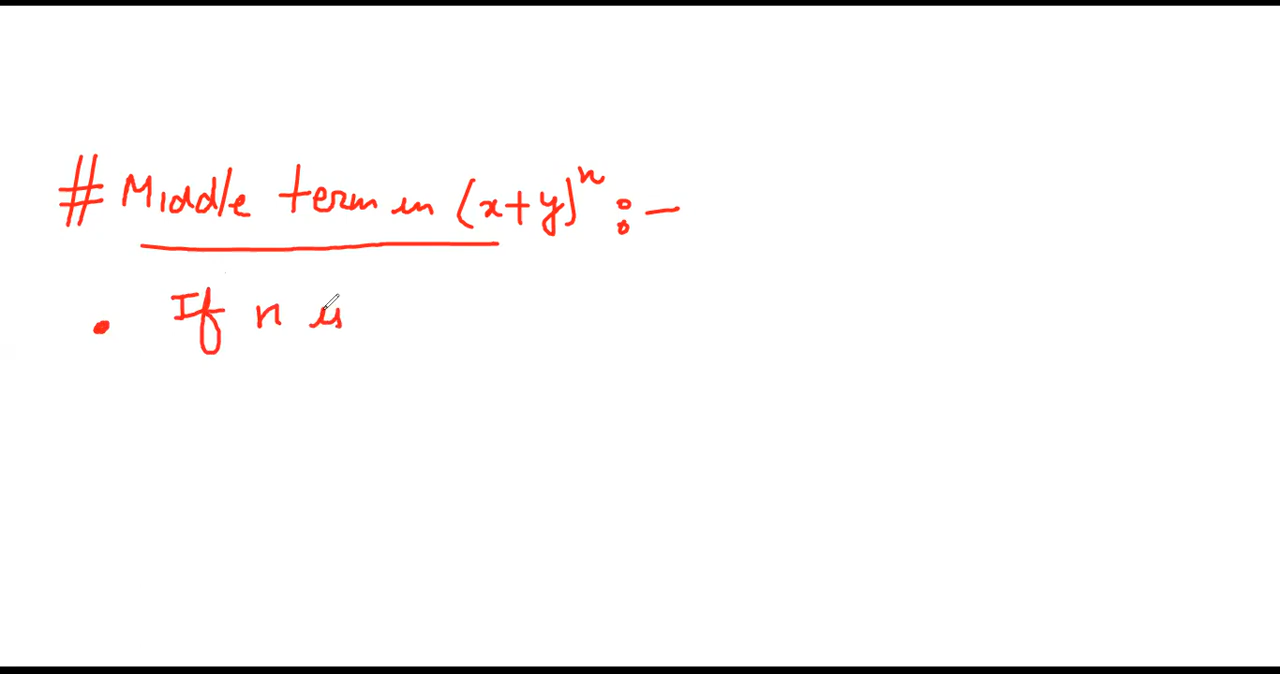 # Middle term in (x+y)^n :-
• If n is